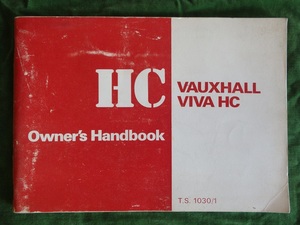 HC
VAUXHALL
VIVA HC
Owner's Handbook
T.S. 1030/1